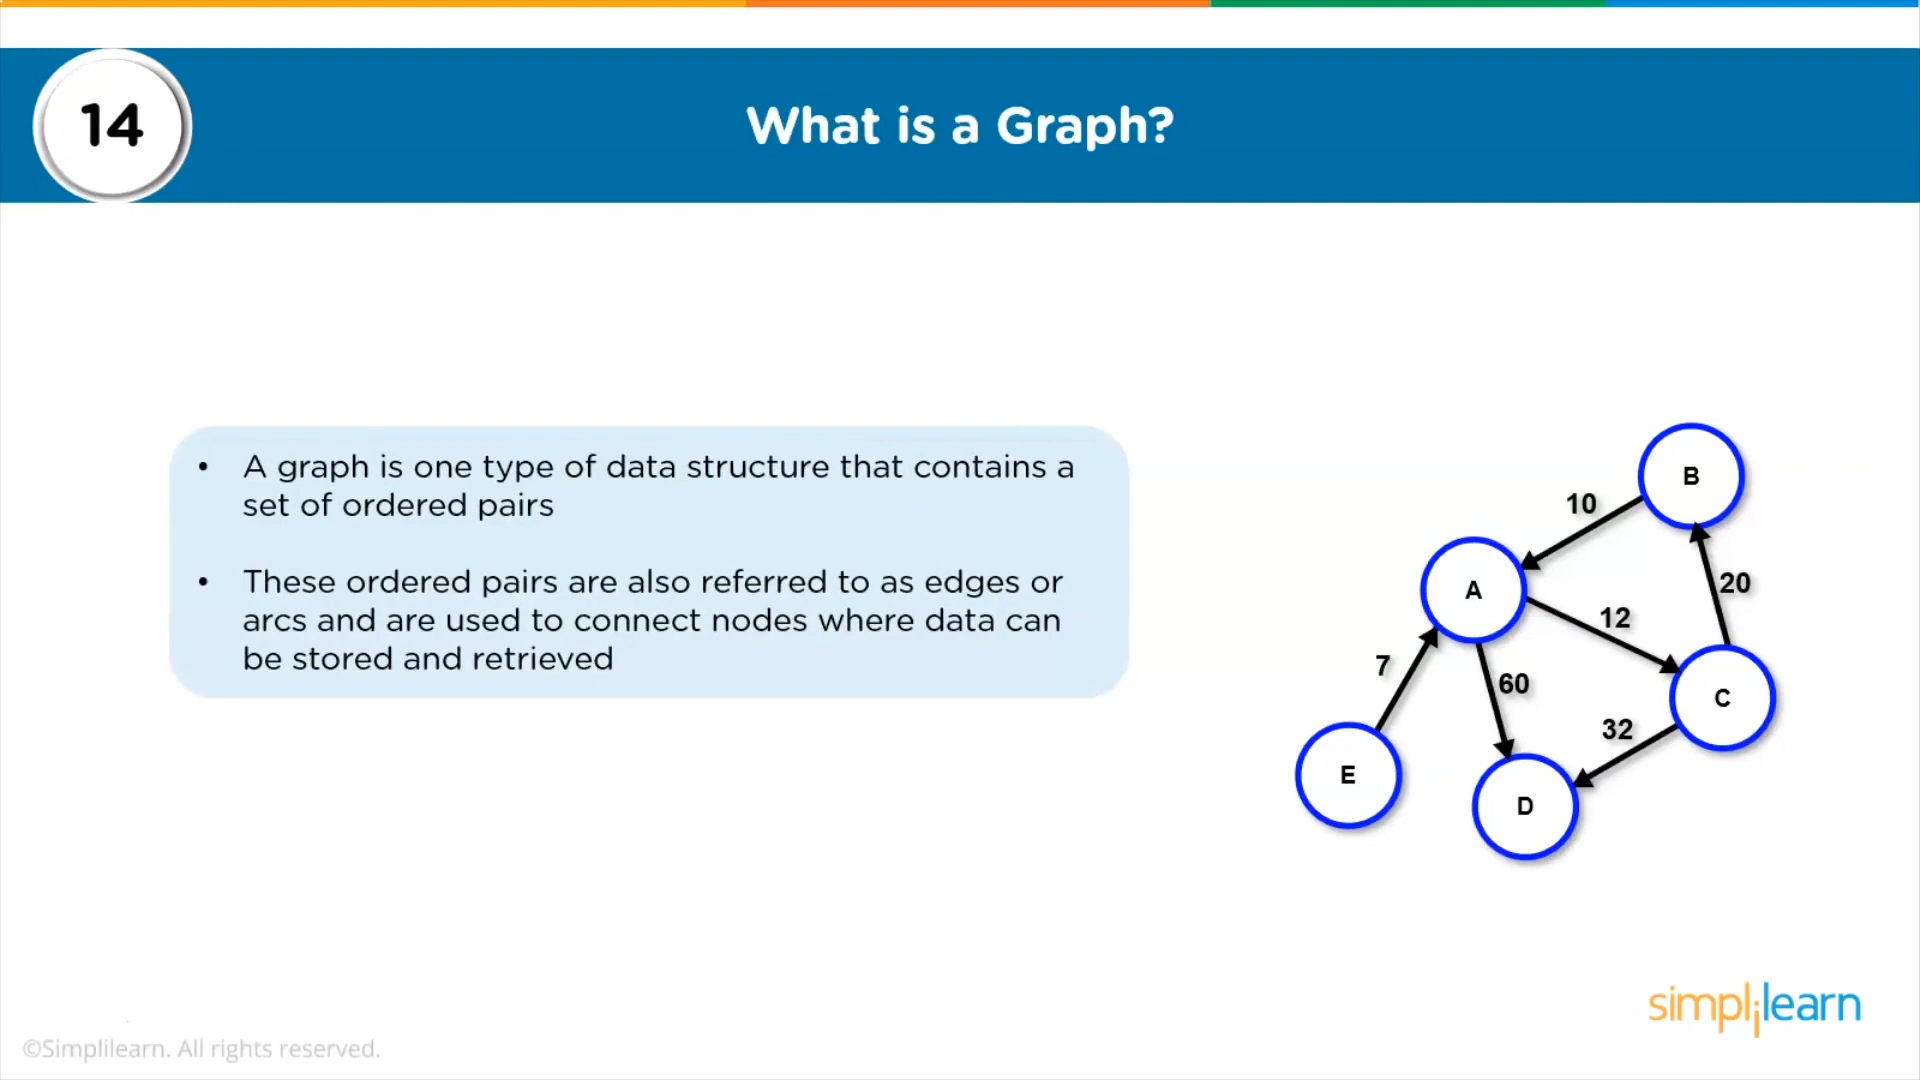 14
What is a Graph?
• A graph is one type of data structure that contains a
set of ordered pairs
• These ordered pairs are also referred to as edges or
arcs and are used to connect nodes where data can
be stored and retrieved
B
10
A
20
12
7
60
C
32
E
D
simplilearn
©Simplilearn. All rights reserved.